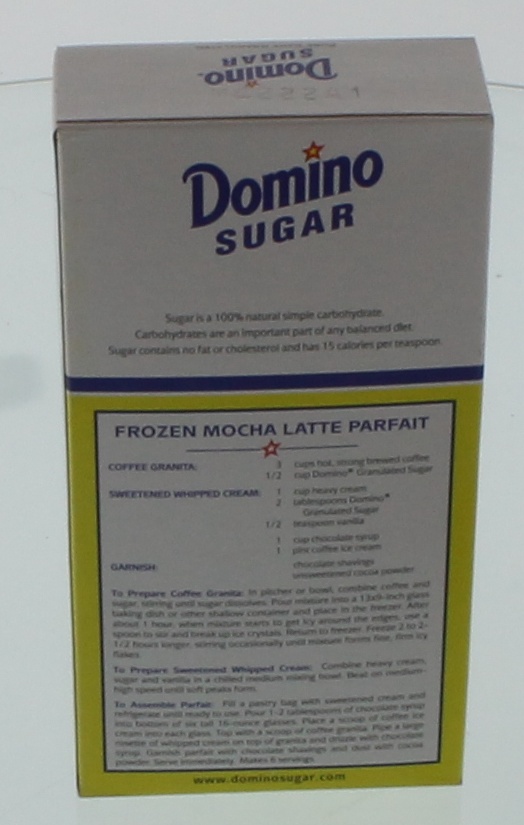 Domino
SUGAR
Domino
SUGAR
Sugar is a 100% natural simple carbohydrate.
Carbohydrates are an important part of any balanced diet.
Sugar contains no fat or cholesterol and has 15 calories per teaspoon.
FROZEN MOCHA LATTE PARFAIT
COFFEE GRANITA: 3 cups hot, strong brewed coffee
1/2 cup Domino® Granulated Sugar
SWEETENED WHIPPED CREAM: 1 cup heavy cream
2 tablespoons Domino®
Granulated Sugar
1/2 teaspoon vanilla
1 cup chocolate syrup
1 pint coffee ice cream
GARNISH: chocolate shavings
unsweetened cocoa powder
To Prepare Coffee Granita: In pitcher or bowl, combine coffee and
sugar, stirring until sugar dissolves. Pour mixture into a 13x9-inch glass
baking dish or other shallow container and place in the freezer. After
about 1 hour, when mixture starts to get icy around the edges, use a
spoon to stir and break up ice crystals. Return to freezer. Freeze 2 to 2-
1/2 hours longer, stirring occasionally until mixture forms fine, firm icy
flakes.
To Prepare Sweetened Whipped Cream: Combine heavy cream,
sugar and vanilla in a chilled medium mixing bowl. Beat on medium-
high speed until soft peaks form.
To Assemble Parfait: Fill a pastry bag with sweetened cream and
refrigerate until ready to use. Pour 1-2 tablespoons of chocolate syrup
into bottom of six tall 16-ounce glasses. Place a scoop of coffee ice
cream into each glass. Top with a scoop of coffee granita. Pipe a large
rosette of whipped cream on top of granita and drizzle with chocolate
syrup. Garnish parfait with chocolate shavings and dust with cocoa
powder. Serve immediately. Makes 6 servings.
www.dominosugar.com